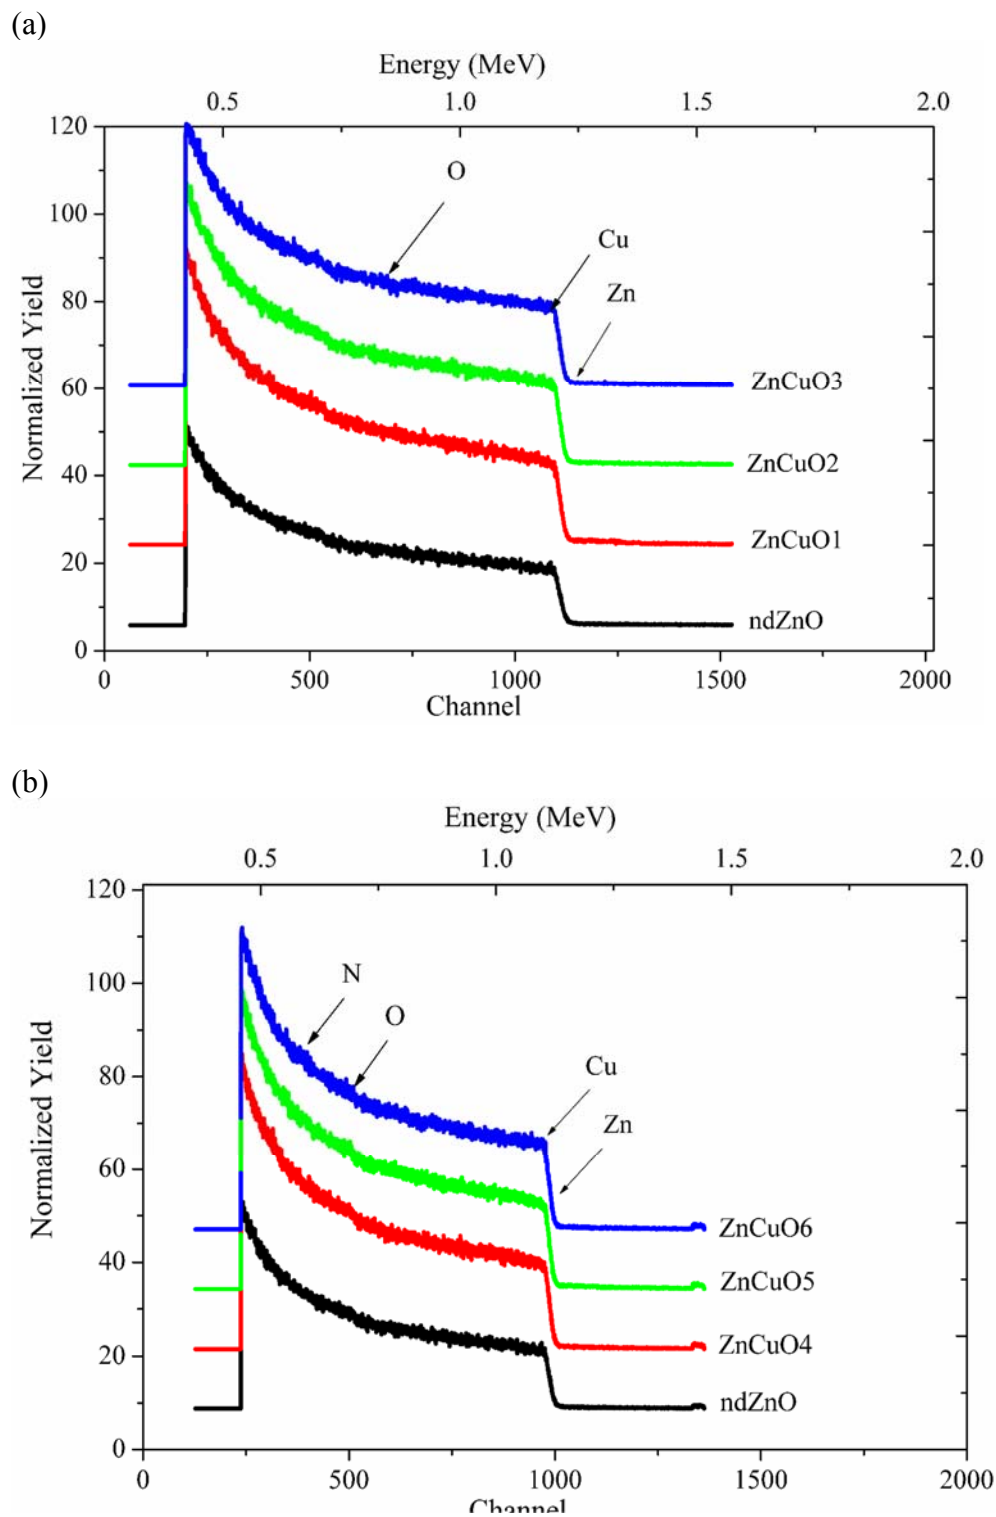 (a)
Energy (MeV)
0.5 1.0 1.5 2.0
120
100
80
60
40
20
0
Normalized Yield
O
Cu
Zn
ZnCuO3
ZnCuO2
ZnCuO1
ndZnO
0 500 1000 1500 2000
Channel
(b)
Energy (MeV)
0.5 1.0 1.5 2.0
120
100
80
60
40
20
0
Normalized Yield
N
O
Cu
Zn
ZnCuO6
ZnCuO5
ZnCuO4
ndZnO
0 500 1000 1500 2000
Channel